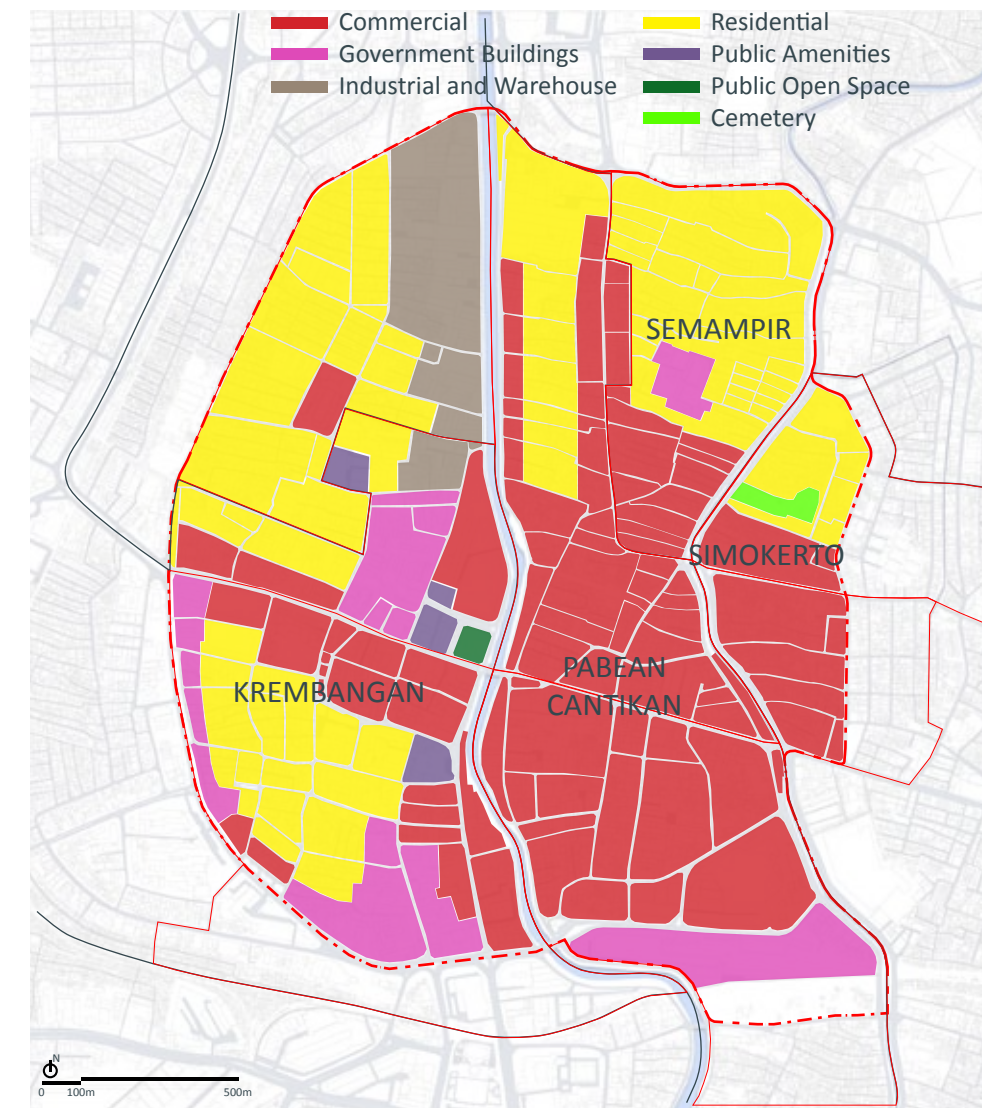 Commercial
Government Buildings
Industrial and Warehouse
Residential
Public Amenities
Public Open Space
Cemetery
SEMAMPIR
SIMOKERTO
PABEAN
CANTIKAN
KREMBANGAN
N
0 100m 500m